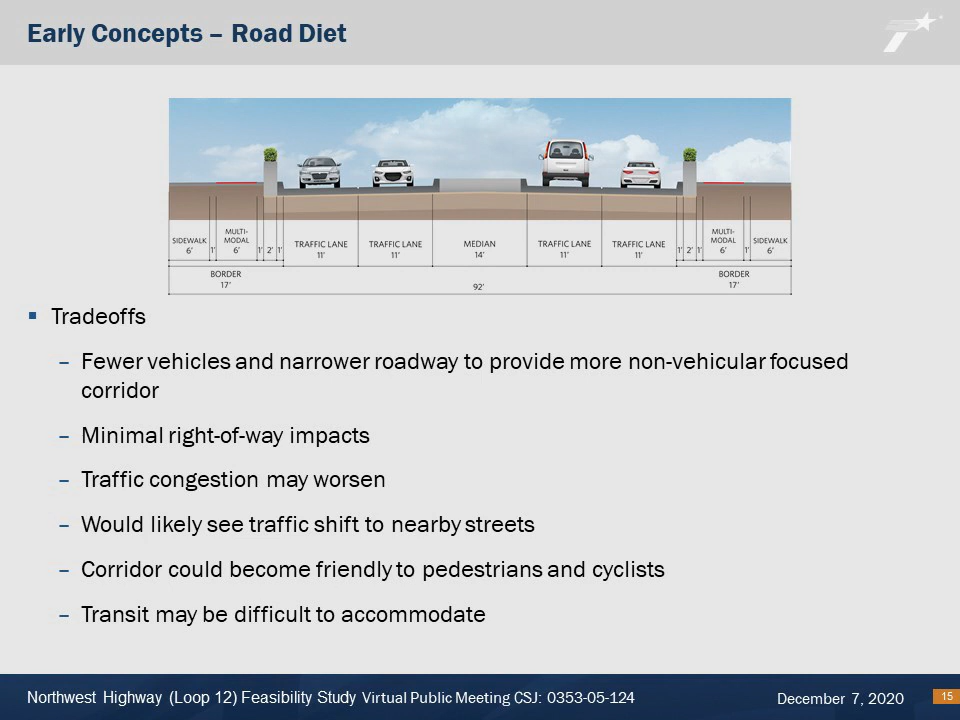 Early Concepts – Road Diet
SIDEWALK 6' 1' MULTI-MODAL 6' 1' 2' 1' TRAFFIC LANE 11' TRAFFIC LANE 11' MEDIAN 14' TRAFFIC LANE 11' TRAFFIC LANE 11' 1' 2' 1' MULTI-MODAL 6' 1' SIDEWALK 6'
BORDER 17' 92' BORDER 17'
▪ Tradeoffs
– Fewer vehicles and narrower roadway to provide more non-vehicular focused
corridor
– Minimal right-of-way impacts
– Traffic congestion may worsen
– Would likely see traffic shift to nearby streets
– Corridor could become friendly to pedestrians and cyclists
– Transit may be difficult to accommodate
Northwest Highway (Loop 12) Feasibility Study Virtual Public Meeting CSJ: 0353-05-124 December 7, 2020 15